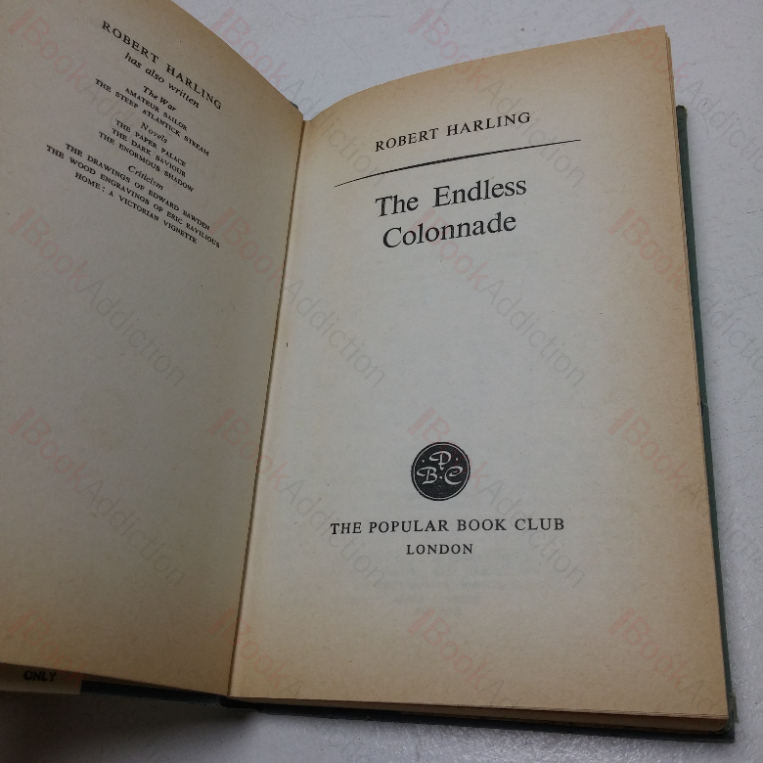 ROBERT HARLING
has also written
The War
AMATEUR SAILOR
THE STEEP ATLANTICK STREAM
Novels
THE PAPER PALACE
THE DARK SAVIOUR
THE ENORMOUS SHADOW
Criticism
THE DRAWINGS OF EDWARD BAWDEN
THE WOOD ENGRAVINGS OF ERIC RAVILIOUS
HOME: A VICTORIAN VIGNETTE
ONLY
ROBERT HARLING
The Endless
Colonnade
P
B·C
THE POPULAR BOOK CLUB
LONDON
BookAddiction